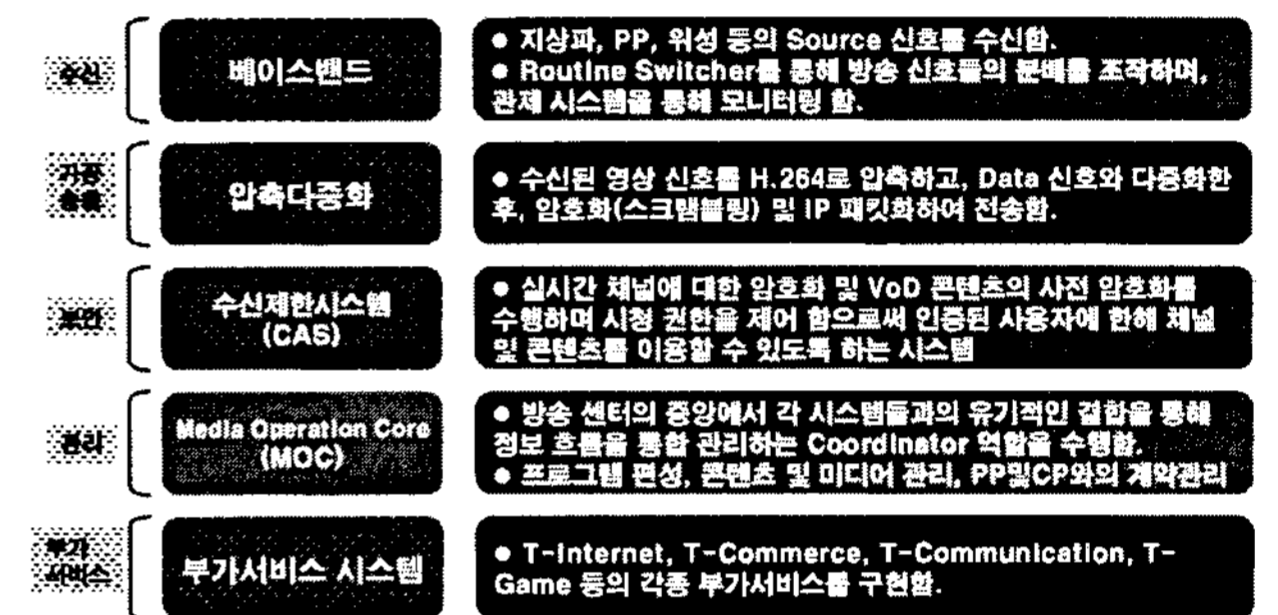 수신
베이스밴드
● 지상파, PP, 위성 등의 Source 신호를 수신함.
● Routine Switcher를 통해 방송 신호들의 분배를 조작하며,
관제 시스템을 통해 모니터링 함.
가공
송출
압축다중화
● 수신된 영상 신호를 H.264로 압축하고, Data 신호와 다중화한
후, 암호화(스크램블링) 및 IP 패킷화하여 전송함.
보안
수신제한시스템
(CAS)
● 실시간 채널에 대한 암호화 및 VoD 콘텐츠의 사전 암호화를
수행하며 시청 권한을 제어 함으로써 인증된 사용자에 한해 채널
및 콘텐츠를 이용할 수 있도록 하는 시스템
관리
Media Operation Core
(MOC)
● 방송 센터의 중앙에서 각 시스템들과의 유기적인 결합을 통해
정보 흐름을 통합 관리하는 Coordinator 역할을 수행함.
● 프로그램 편성, 콘텐츠 및 미디어 관리, PP및CP와의 계약관리
부가
서비스
부가서비스 시스템
● T-Internet, T-Commerce, T-Communication, T-
Game 등의 각종 부가서비스를 구현함.